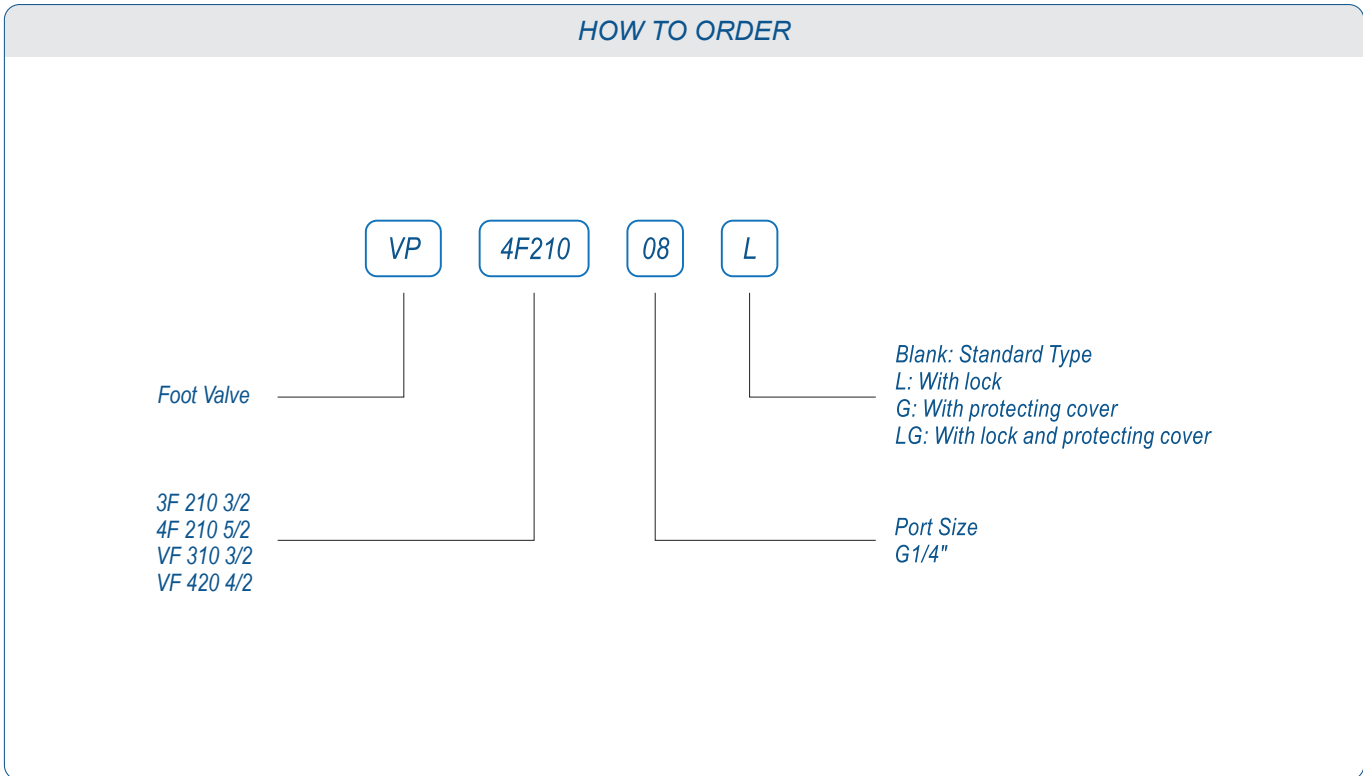 HOW TO ORDER
VP 4F210 08 L
Foot Valve
Blank: Standard Type
L: With lock
G: With protecting cover
LG: With lock and protecting cover
3F 210 3/2
4F 210 5/2
VF 310 3/2
VF 420 4/2
Port Size
G1/4"